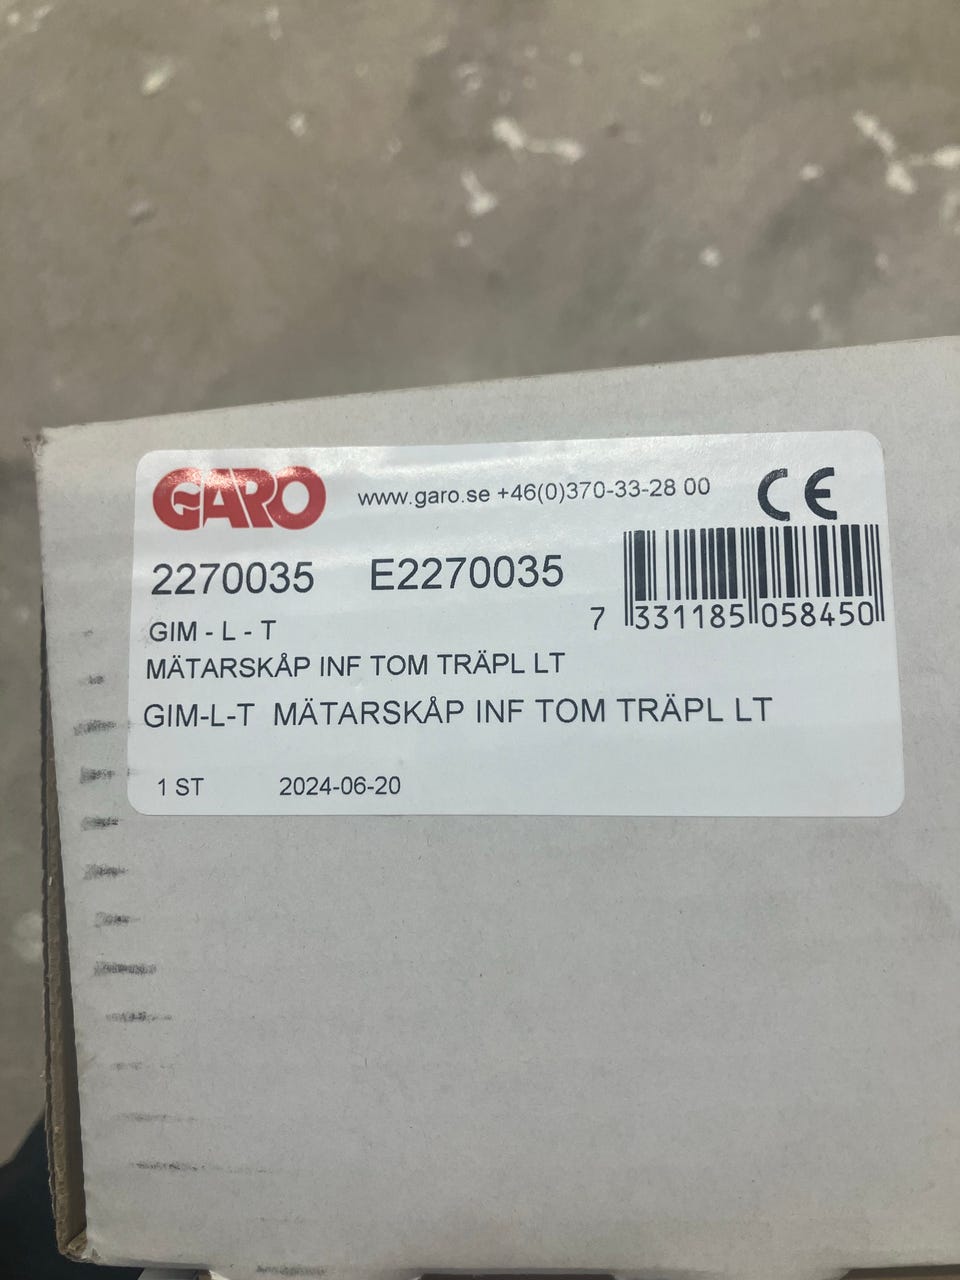 GARO www.garo.se +46(0)370-33-28 00 CE
2270035 E2270035
7 331185 058450
GIM - L - T
MÄTARSKÅP INF TOM TRÄPL LT
GIM-L-T MÄTARSKÅP INF TOM TRÄPL LT
1 ST 2024-06-20